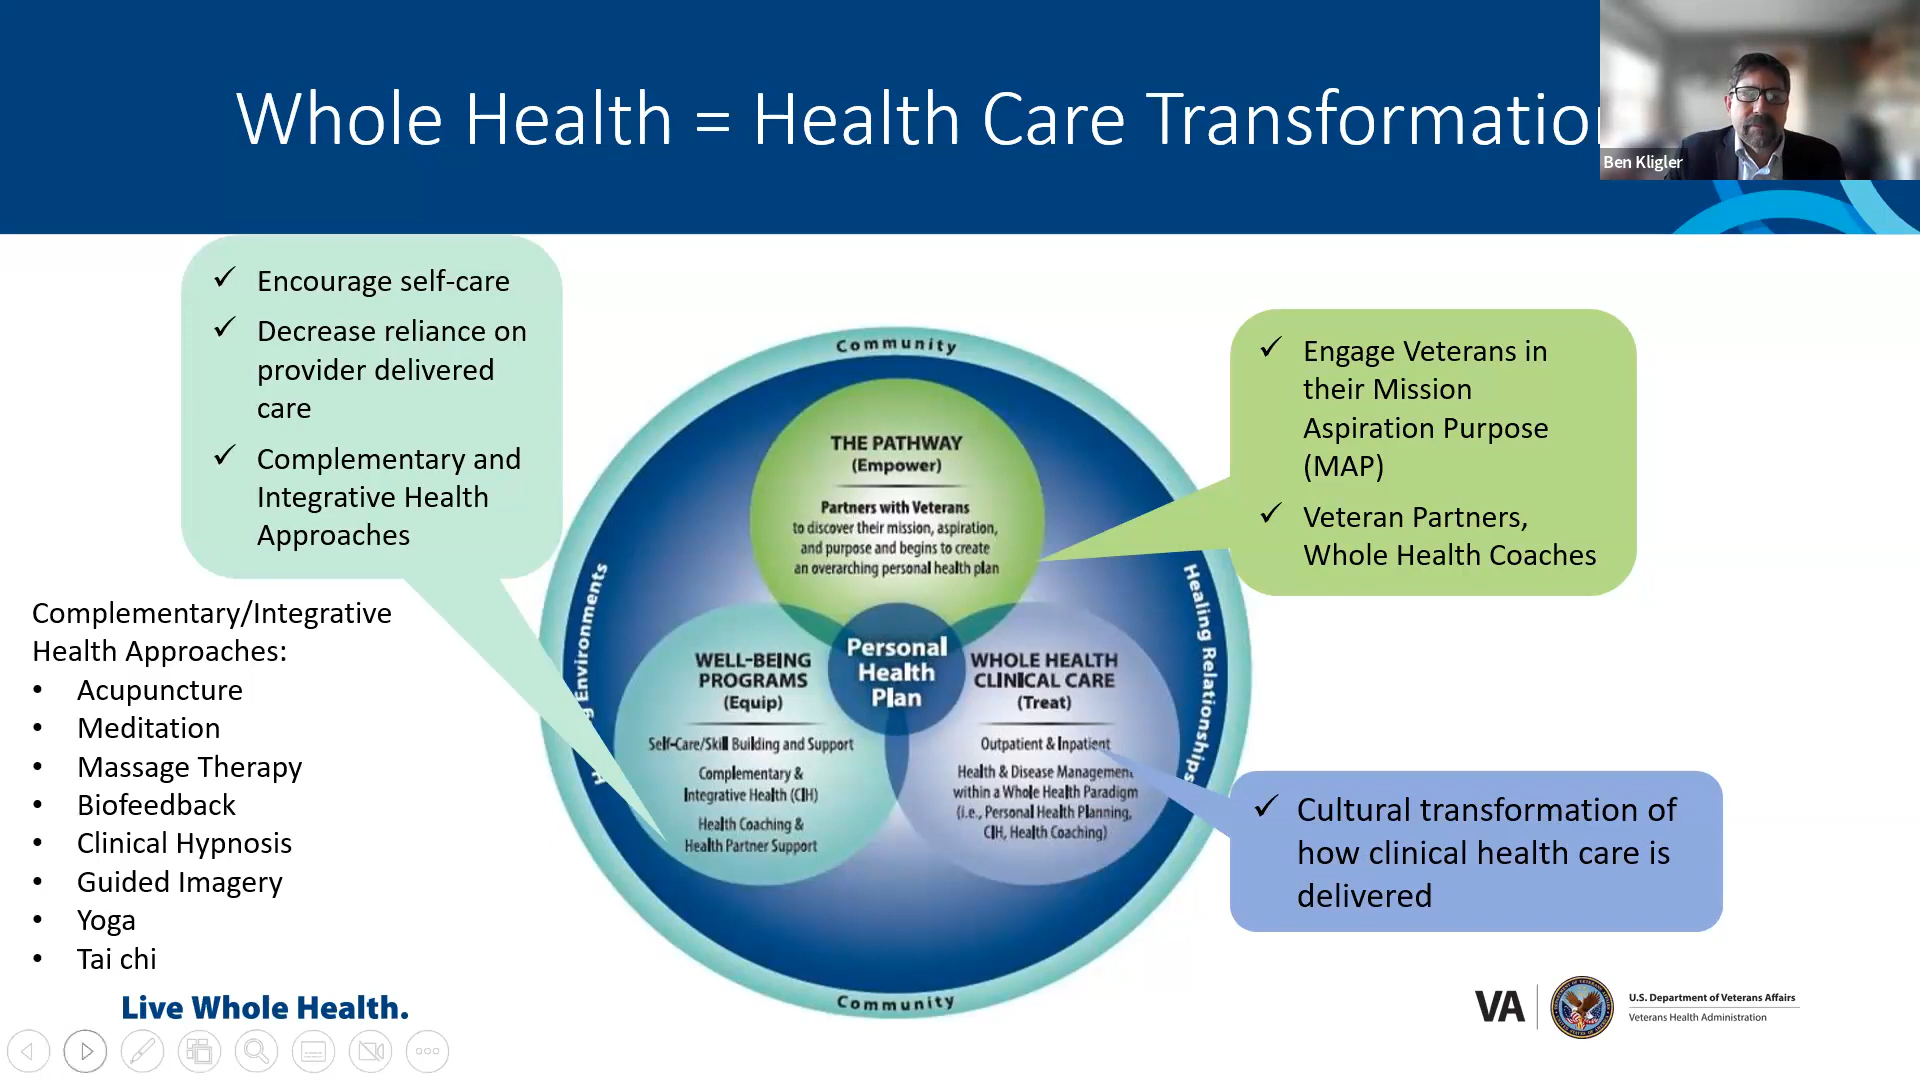 Whole Health = Health Care Transformatio
Ben Kligler
✓ Encourage self-care
✓ Decrease reliance on
provider delivered
care
✓ Complementary and
Integrative Health
Approaches
Complementary/Integrative
Health Approaches:
• Acupuncture
• Meditation
• Massage Therapy
• Biofeedback
• Clinical Hypnosis
• Guided Imagery
• Yoga
• Tai chi
Live Whole Health.
Community
THE PATHWAY
(Empower)
Partners with Veterans
to discover their mission, aspiration,
and purpose and begins to create
an overarching personal health plan
Environments
Healing Relationships
Personal
Health
Plan
WELL-BEING
PROGRAMS
(Equip)
Self-Care/Skill Building and Support
Complementary &
Integrative Health (CIH)
Health Coaching &
Health Partner Support
WHOLE HEALTH
CLINICAL CARE
(Treat)
Outpatient & Inpatient
Health & Disease Management
within a Whole Health Paradigm
(i.e., Personal Health Planning,
CIH, Health Coaching)
Community
✓ Engage Veterans in
their Mission
Aspiration Purpose
(MAP)
✓ Veteran Partners,
Whole Health Coaches
✓ Cultural transformation of
how clinical health care is
delivered
VA
U.S. Department of Veterans Affairs
Veterans Health Administration